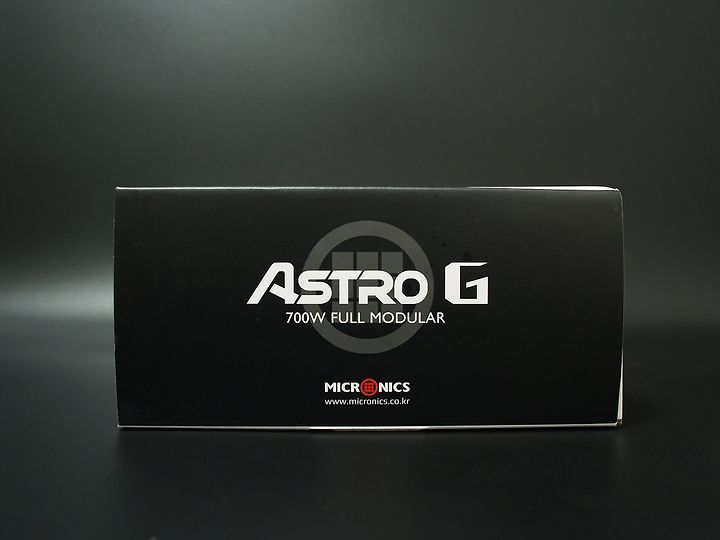 ASTRO G
700W FULL MODULAR
MICRONICS
www.micronics.co.kr